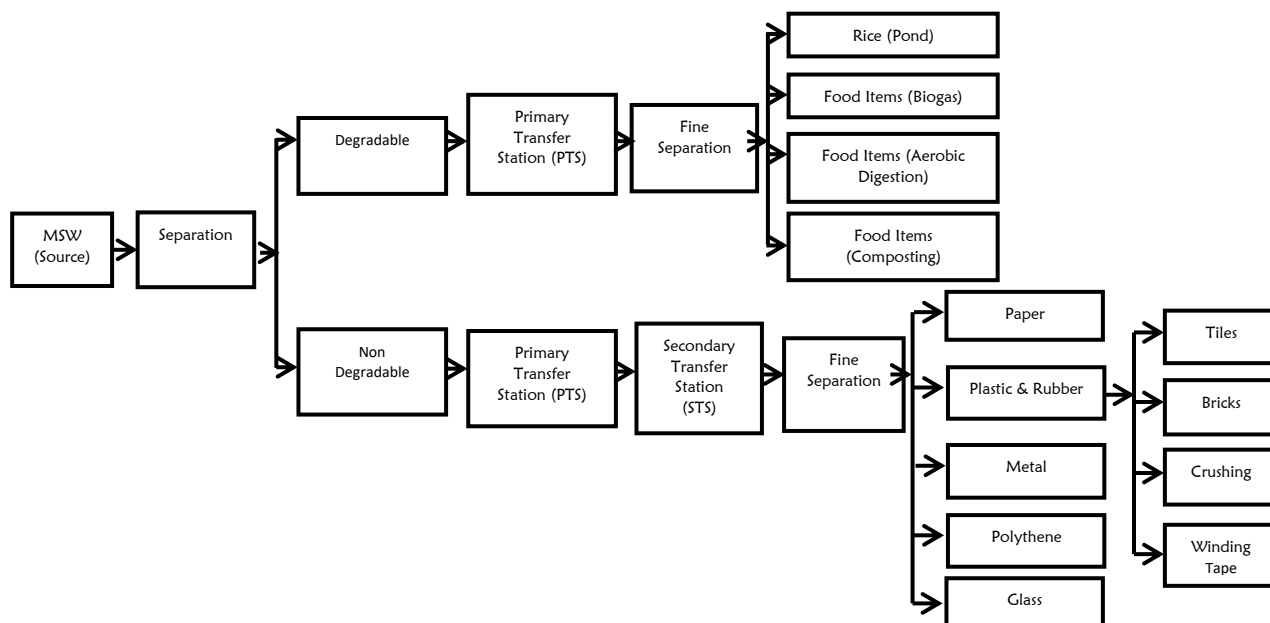 MSW
(Source)
Separation
Degradable
Primary
Transfer
Station (PTS)
Fine
Separation
Rice (Pond)
Food Items (Biogas)
Food Items (Aerobic
Digestion)
Food Items
(Composting)
Non
Degradable
Primary
Transfer
Station (PTS)
Secondary
Transfer
Station
(STS)
Fine
Separation
Paper
Plastic & Rubber
Metal
Polythene
Glass
Tiles
Bricks
Crushing
Winding
Tape